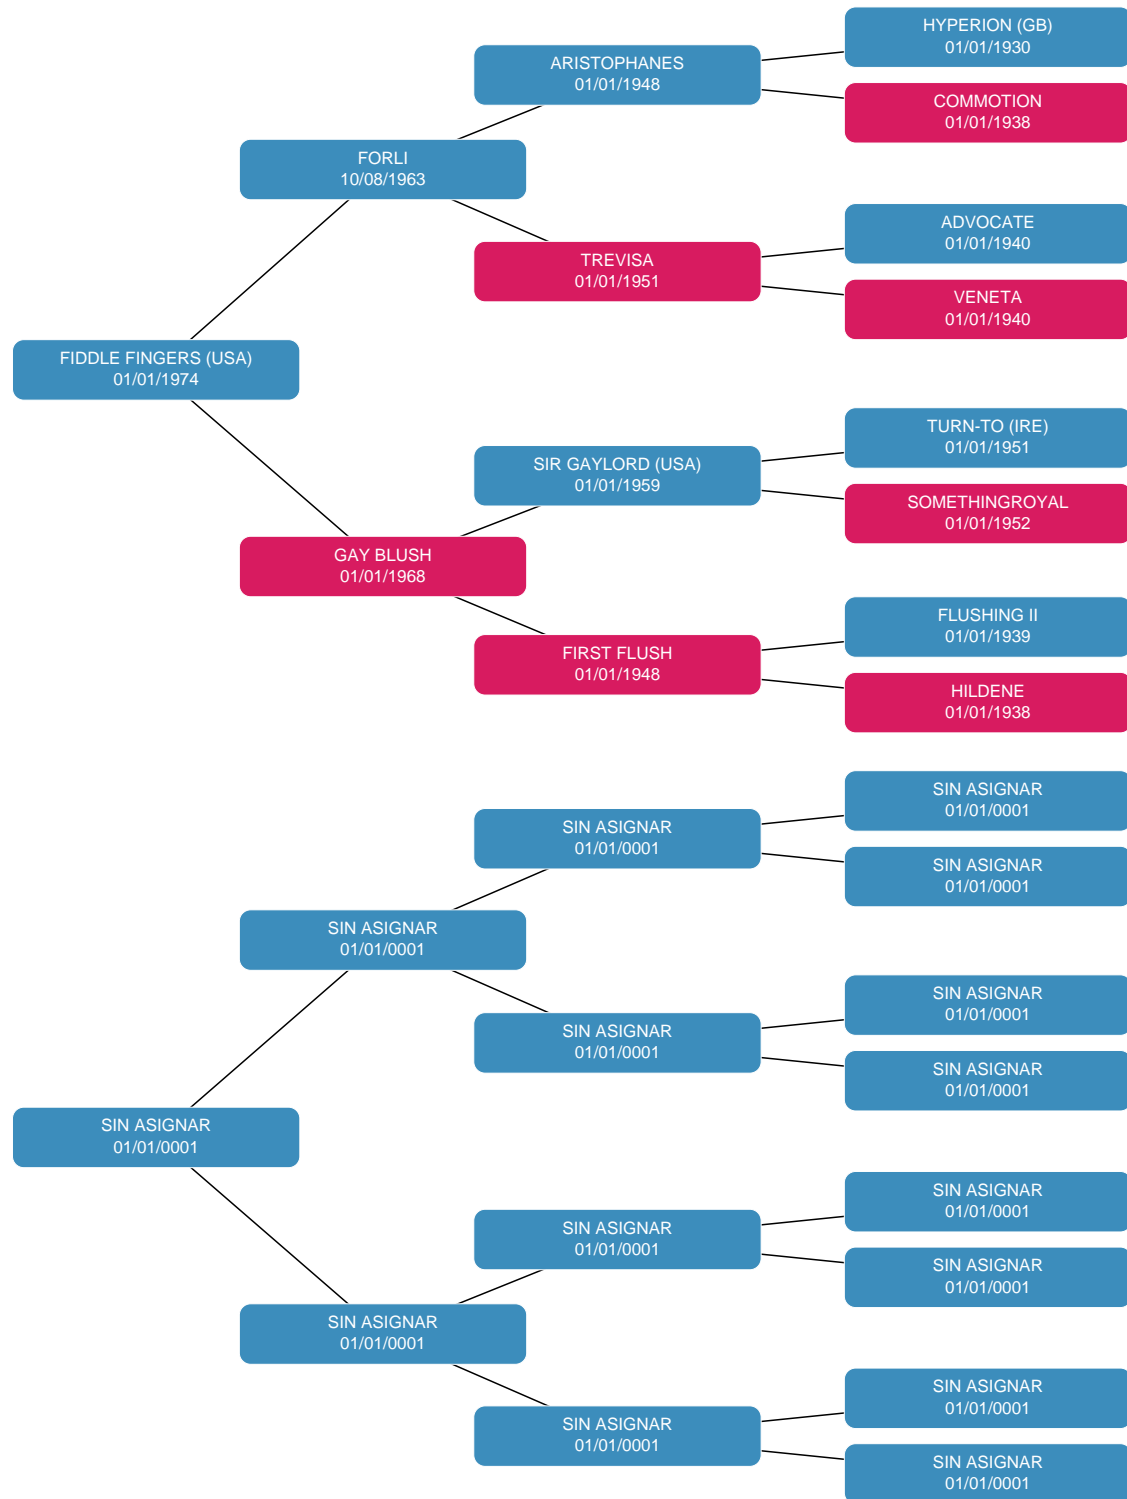 HYPERION (GB)
01/01/1930
ARISTOPHANES
01/01/1948
COMMOTION
01/01/1938
FORLI
10/08/1963
ADVOCATE
01/01/1940
TREVISA
01/01/1951
VENETA
01/01/1940
FIDDLE FINGERS (USA)
01/01/1974
TURN-TO (IRE)
01/01/1951
SIR GAYLORD (USA)
01/01/1959
SOMETHINGROYAL
01/01/1952
GAY BLUSH
01/01/1968
FLUSHING II
01/01/1939
FIRST FLUSH
01/01/1948
HILDENE
01/01/1938
SIN ASIGNAR
01/01/0001
SIN ASIGNAR
01/01/0001
SIN ASIGNAR
01/01/0001
SIN ASIGNAR
01/01/0001
SIN ASIGNAR
01/01/0001
SIN ASIGNAR
01/01/0001
SIN ASIGNAR
01/01/0001
SIN ASIGNAR
01/01/0001
SIN ASIGNAR
01/01/0001
SIN ASIGNAR
01/01/0001
SIN ASIGNAR
01/01/0001
SIN ASIGNAR
01/01/0001
SIN ASIGNAR
01/01/0001
SIN ASIGNAR
01/01/0001
SIN ASIGNAR
01/01/0001